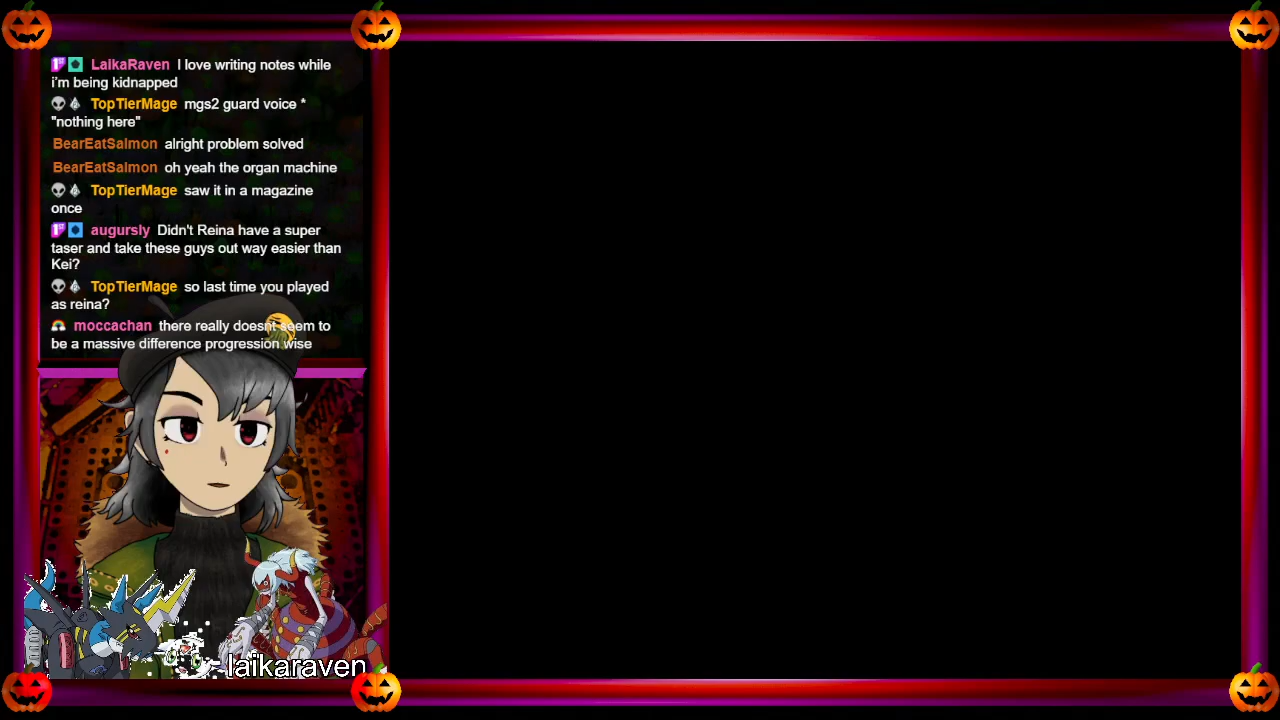 LaikaRaven I love writing notes while
i'm being kidnapped
TopTierMage mgs2 guard voice *
"nothing here"
BearEatSalmon alright problem solved
BearEatSalmon oh yeah the organ machine
TopTierMage saw it in a magazine
once
augursly Didn't Reina have a super
taser and take these guys out way easier than
Kei?
TopTierMage so last time you played
as reina?
moccachan there really doesnt seem to
be a massive difference progression wise
laikaraven